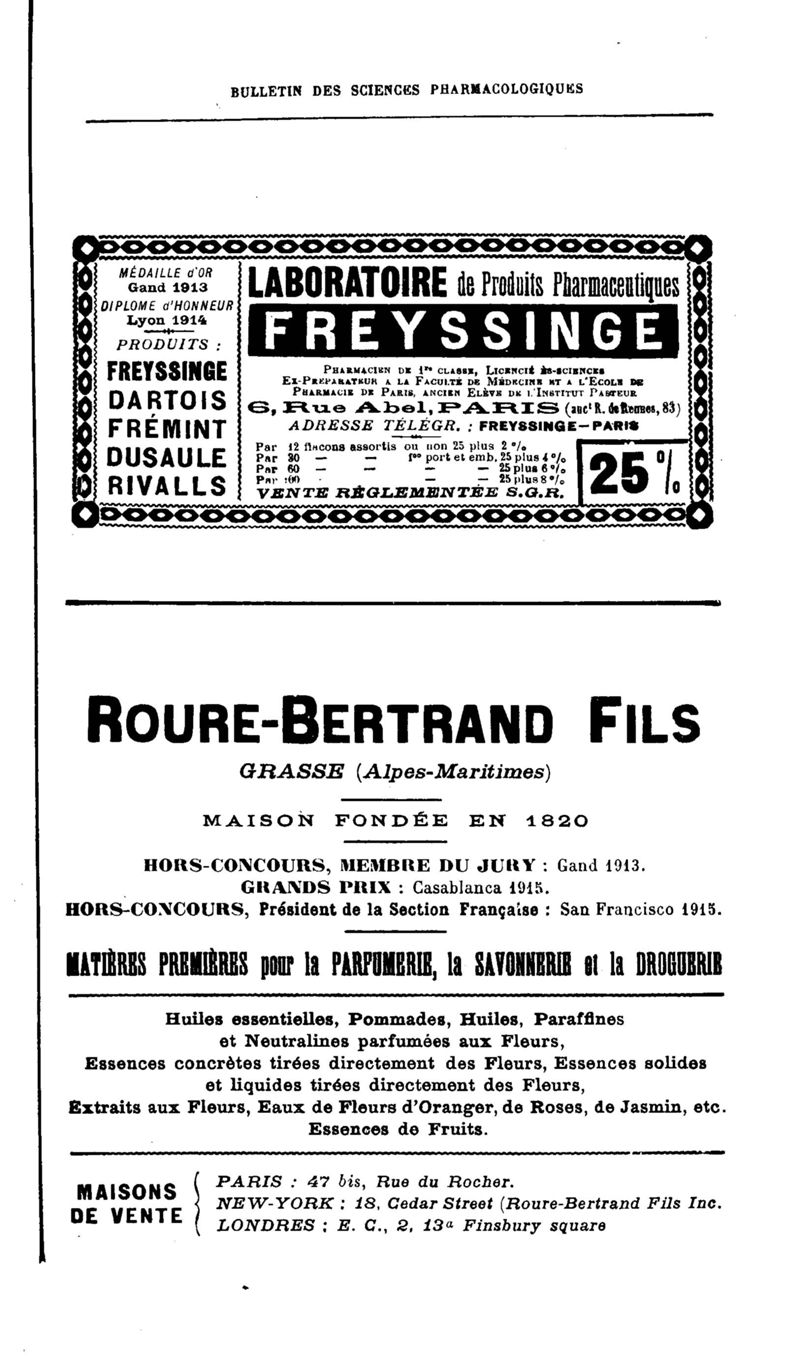 BULLETIN DES SCIENCES PHARMACOLOGIQUES
MÉDAILLE d'OR
Gand 1913
DIPLOME d'HONNEUR
Lyon 1914
PRODUITS :
FREYSSINGE
DARTOIS
FRÉMINT
DUSAULE
RIVALLS
LABORATOIRE de Produits Pharmaceutiques
FREYSSINGE
PHARMACIEN DE 1re CLASSE, LICENCIÉ ÈS-SCIENCES
EX-PRÉPARATEUR A LA FACULTÉ DE MÉDECINE ET A L'ECOLE DE
PHARMACIE DE PARIS, ANCIEN ELÈVE DE L'INSTITUT PASTEUR
6, Rue Abel, PARIS (anct R. de Rennes, 83)
ADRESSE TÉLÉGR. : FREYSSINGE–PARIS
Par 12 flacons assortis ou non 25 plus 2 %
Par 30 — — fco port et emb. 25 plus 4 %
Par 60 — — — — 25 plus 6 %
Par 100 — — — 25 plus 8 %
VENTE RÉGLEMENTÉE S.G.R.
25 %
ROURE-BERTRAND FILS
GRASSE (Alpes-Maritimes)
MAISON FONDÉE EN 1820
HORS-CONCOURS, MEMBRE DU JURY : Gand 1913.
GRANDS PRIX : Casablanca 1915.
HORS-CONCOURS, Président de la Section Française : San Francisco 1915.
MATIÈRES PREMIÈRES pour la PARFUMERIE, la SAVONNERIE et la DROGUERIE
Huiles essentielles, Pommades, Huiles, Paraffines
et Neutralines parfumées aux Fleurs,
Essences concrètes tirées directement des Fleurs, Essences solides
et liquides tirées directement des Fleurs,
Extraits aux Fleurs, Eaux de Fleurs d'Oranger, de Roses, de Jasmin, etc.
Essences de Fruits.
MAISONS
DE VENTE
PARIS : 47 bis, Rue du Rocher.
NEW-YORK : 18, Cedar Street (Roure-Bertrand Fils Inc.
LONDRES : E. C., 2, 13a Finsbury square